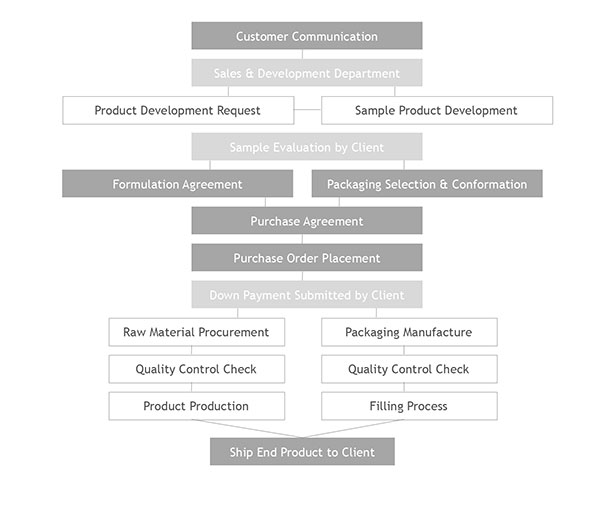 Customer Communication
Sales & Development Department
Product Development Request
Sample Product Development
Sample Evaluation by Client
Formulation Agreement
Packaging Selection & Conformation
Purchase Agreement
Purchase Order Placement
Down Payment Submitted by Client
Raw Material Procurement
Packaging Manufacture
Quality Control Check
Quality Control Check
Product Production
Filling Process
Ship End Product to Client